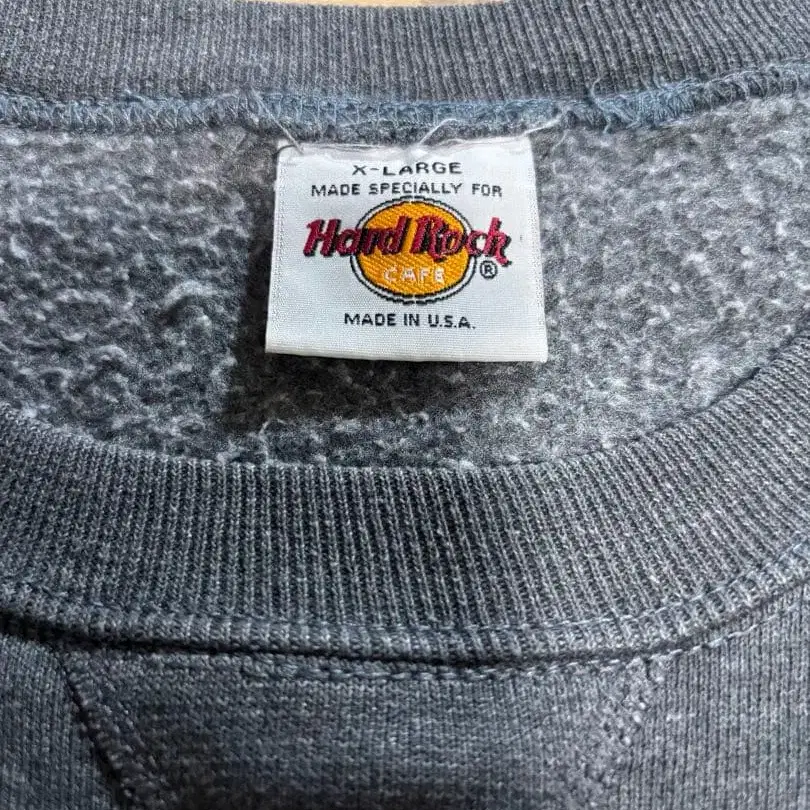 X-LARGE
MADE SPECIALLY FOR
Hard Rock
CAFE ®
MADE IN U.S.A.